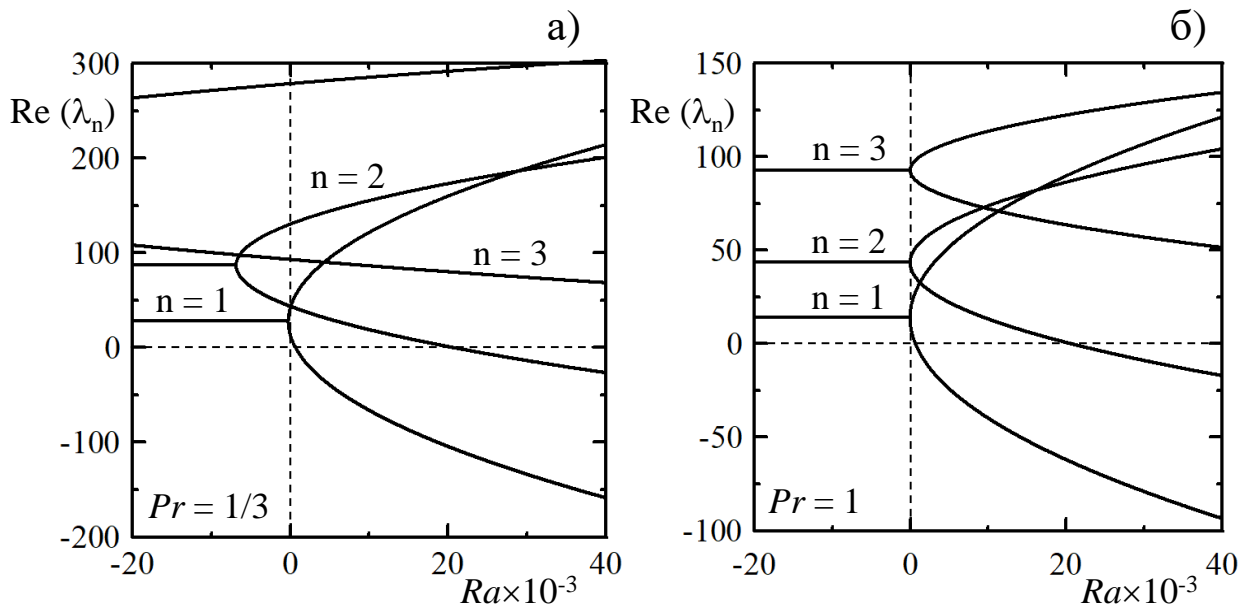 а)
Re (λn)
300
200
100
0
-100
-200
n = 2
n = 3
n = 1
Pr = 1/3
-20 0 20 40
Ra×10⁻³
б)
Re (λn)
150
100
50
0
-50
-100
n = 3
n = 2
n = 1
Pr = 1
-20 0 20 40
Ra×10⁻³